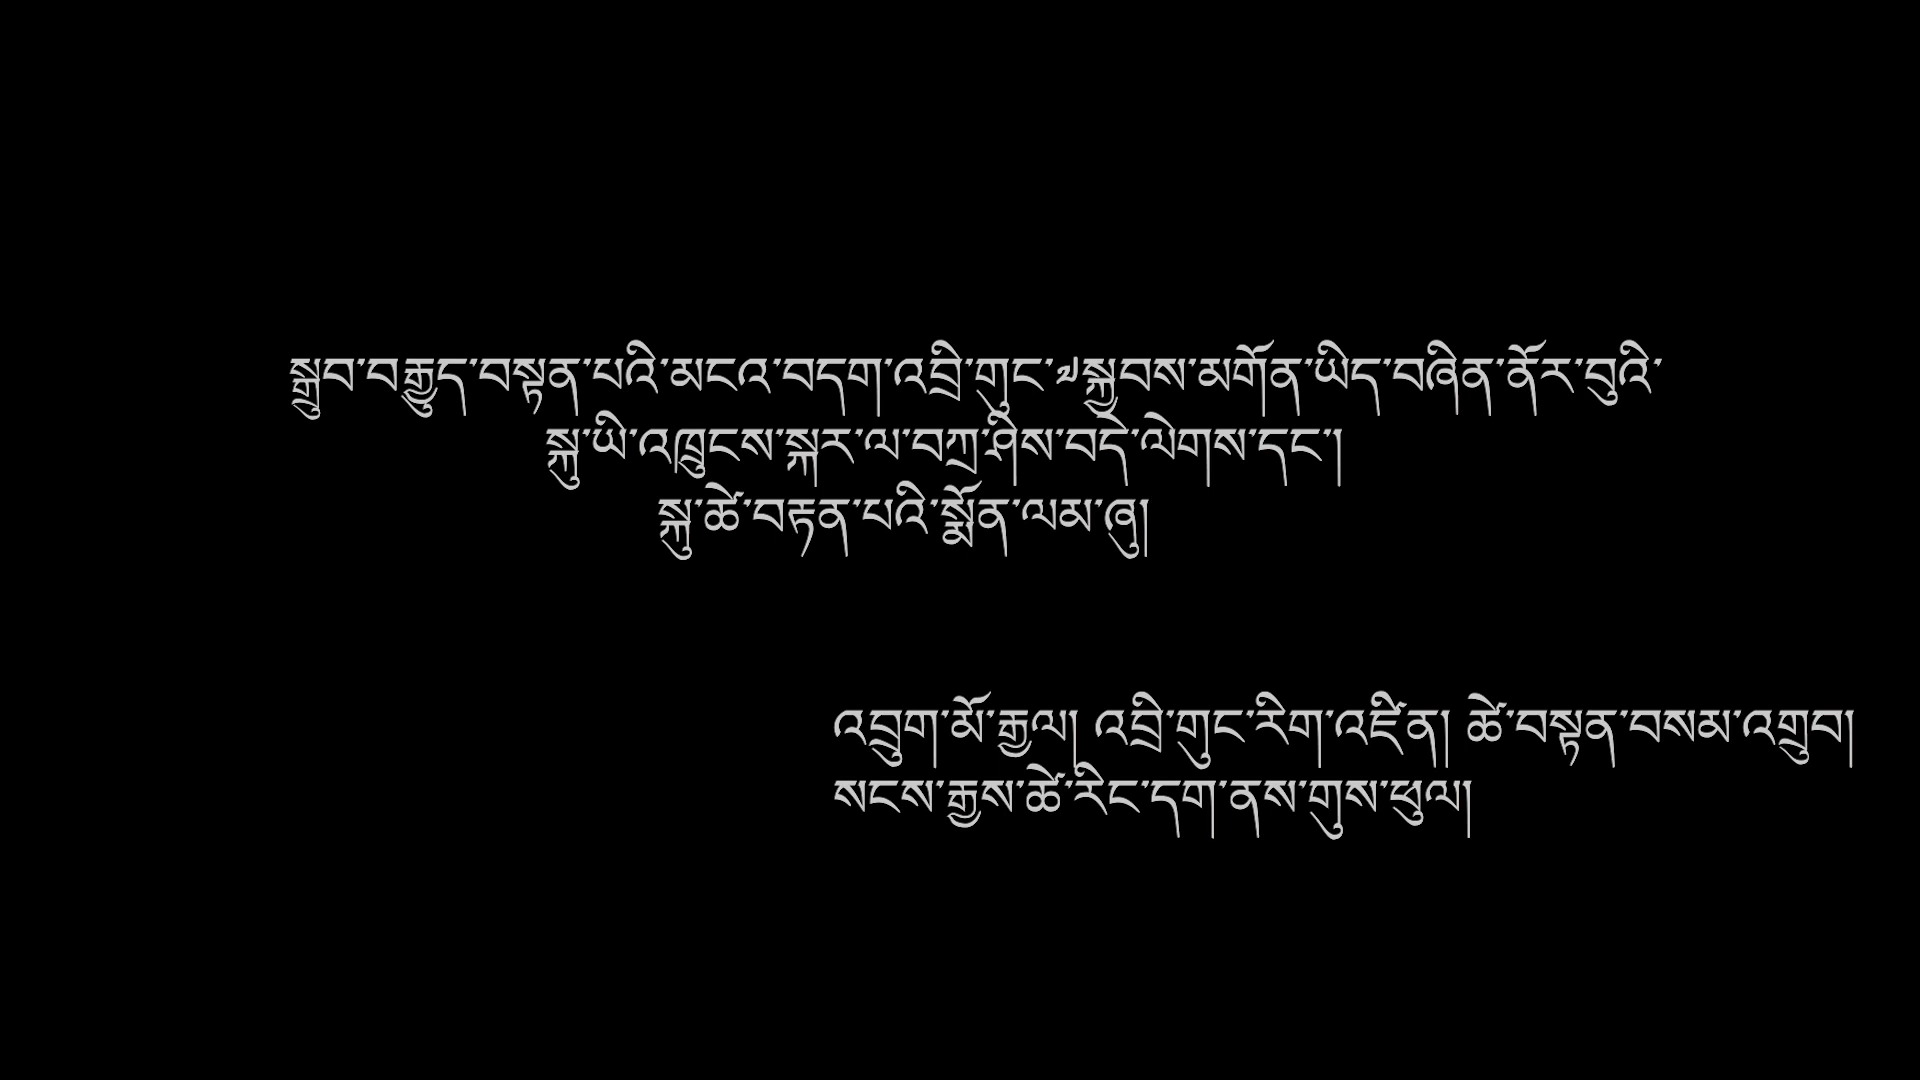 སྒྲུབ་བརྒྱུད་བསྟན་པའི་མངའ་བདག་འབྲི་གུང་༧སྐྱབས་མགོན་ཡིད་བཞིན་ནོར་བུའི་
སྐུ་ཡི་འཁྲུངས་སྐར་ལ་བཀྲ་ཤིས་བདེ་ལེགས་དང་།
སྐུ་ཚེ་བརྟན་པའི་སྨོན་ལམ་ཞུ།
འབྲུག་མོ་རྒྱལ། འབྲི་གུང་རིག་འཛིན། ཚེ་བསྟན་བསམ་འགྲུབ།
སངས་རྒྱས་ཚེ་རིང་དག་ནས་གུས་ཕུལ།